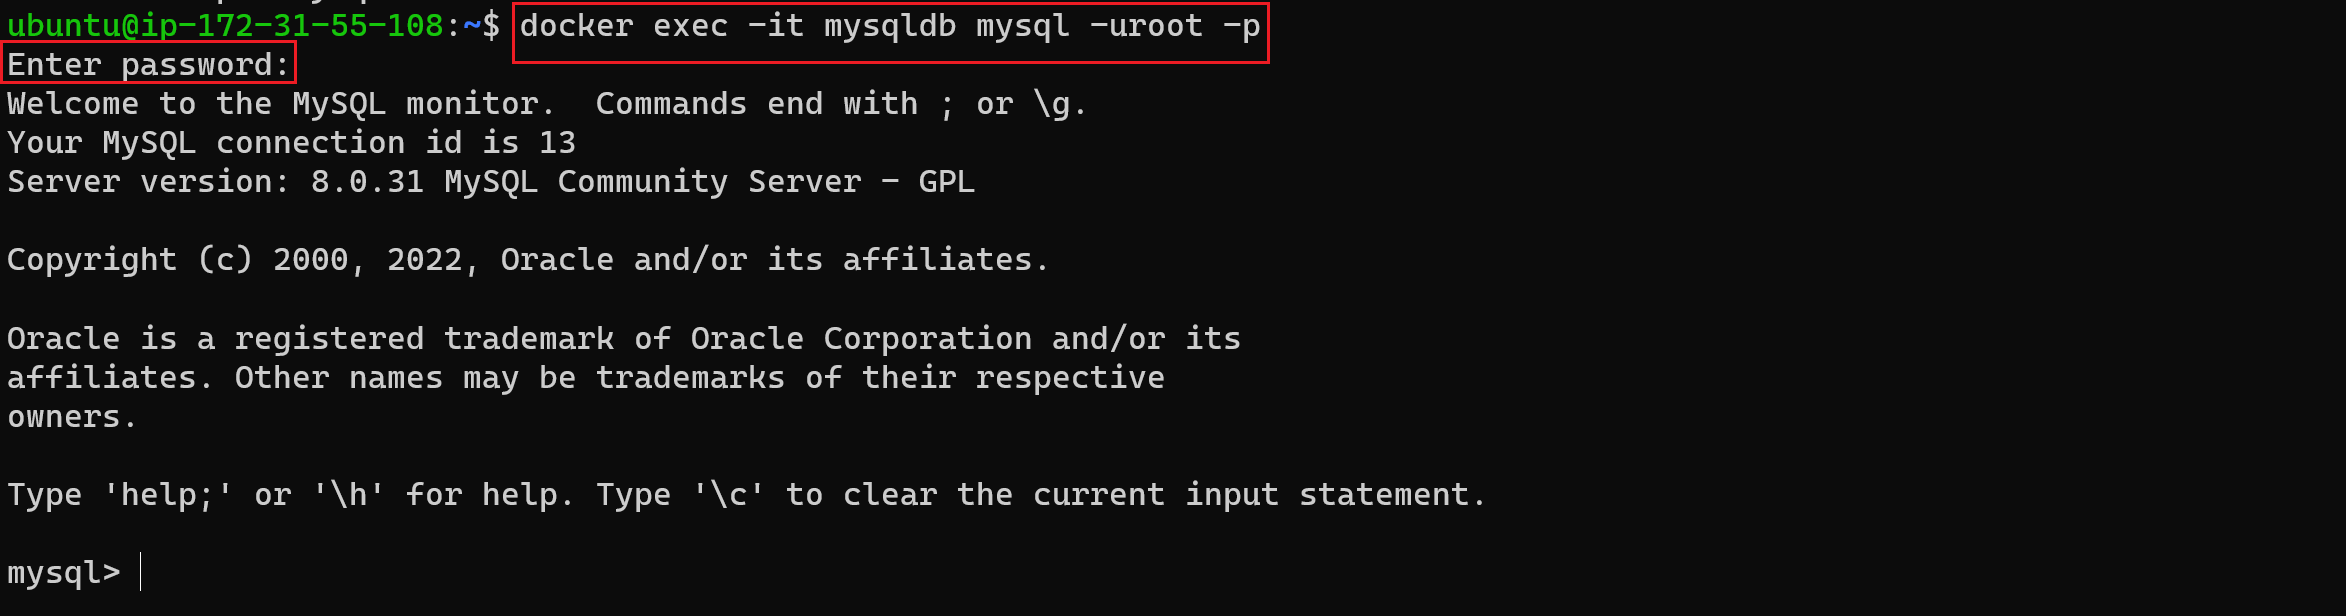 ubuntu@ip-172-31-55-108:~$ docker exec -it mysqldb mysql -uroot -p
Enter password:
Welcome to the MySQL monitor.  Commands end with ; or \g.
Your MySQL connection id is 13
Server version: 8.0.31 MySQL Community Server - GPL

Copyright (c) 2000, 2022, Oracle and/or its affiliates.

Oracle is a registered trademark of Oracle Corporation and/or its
affiliates. Other names may be trademarks of their respective
owners.

Type 'help;' or '\h' for help. Type '\c' to clear the current input statement.

mysql>